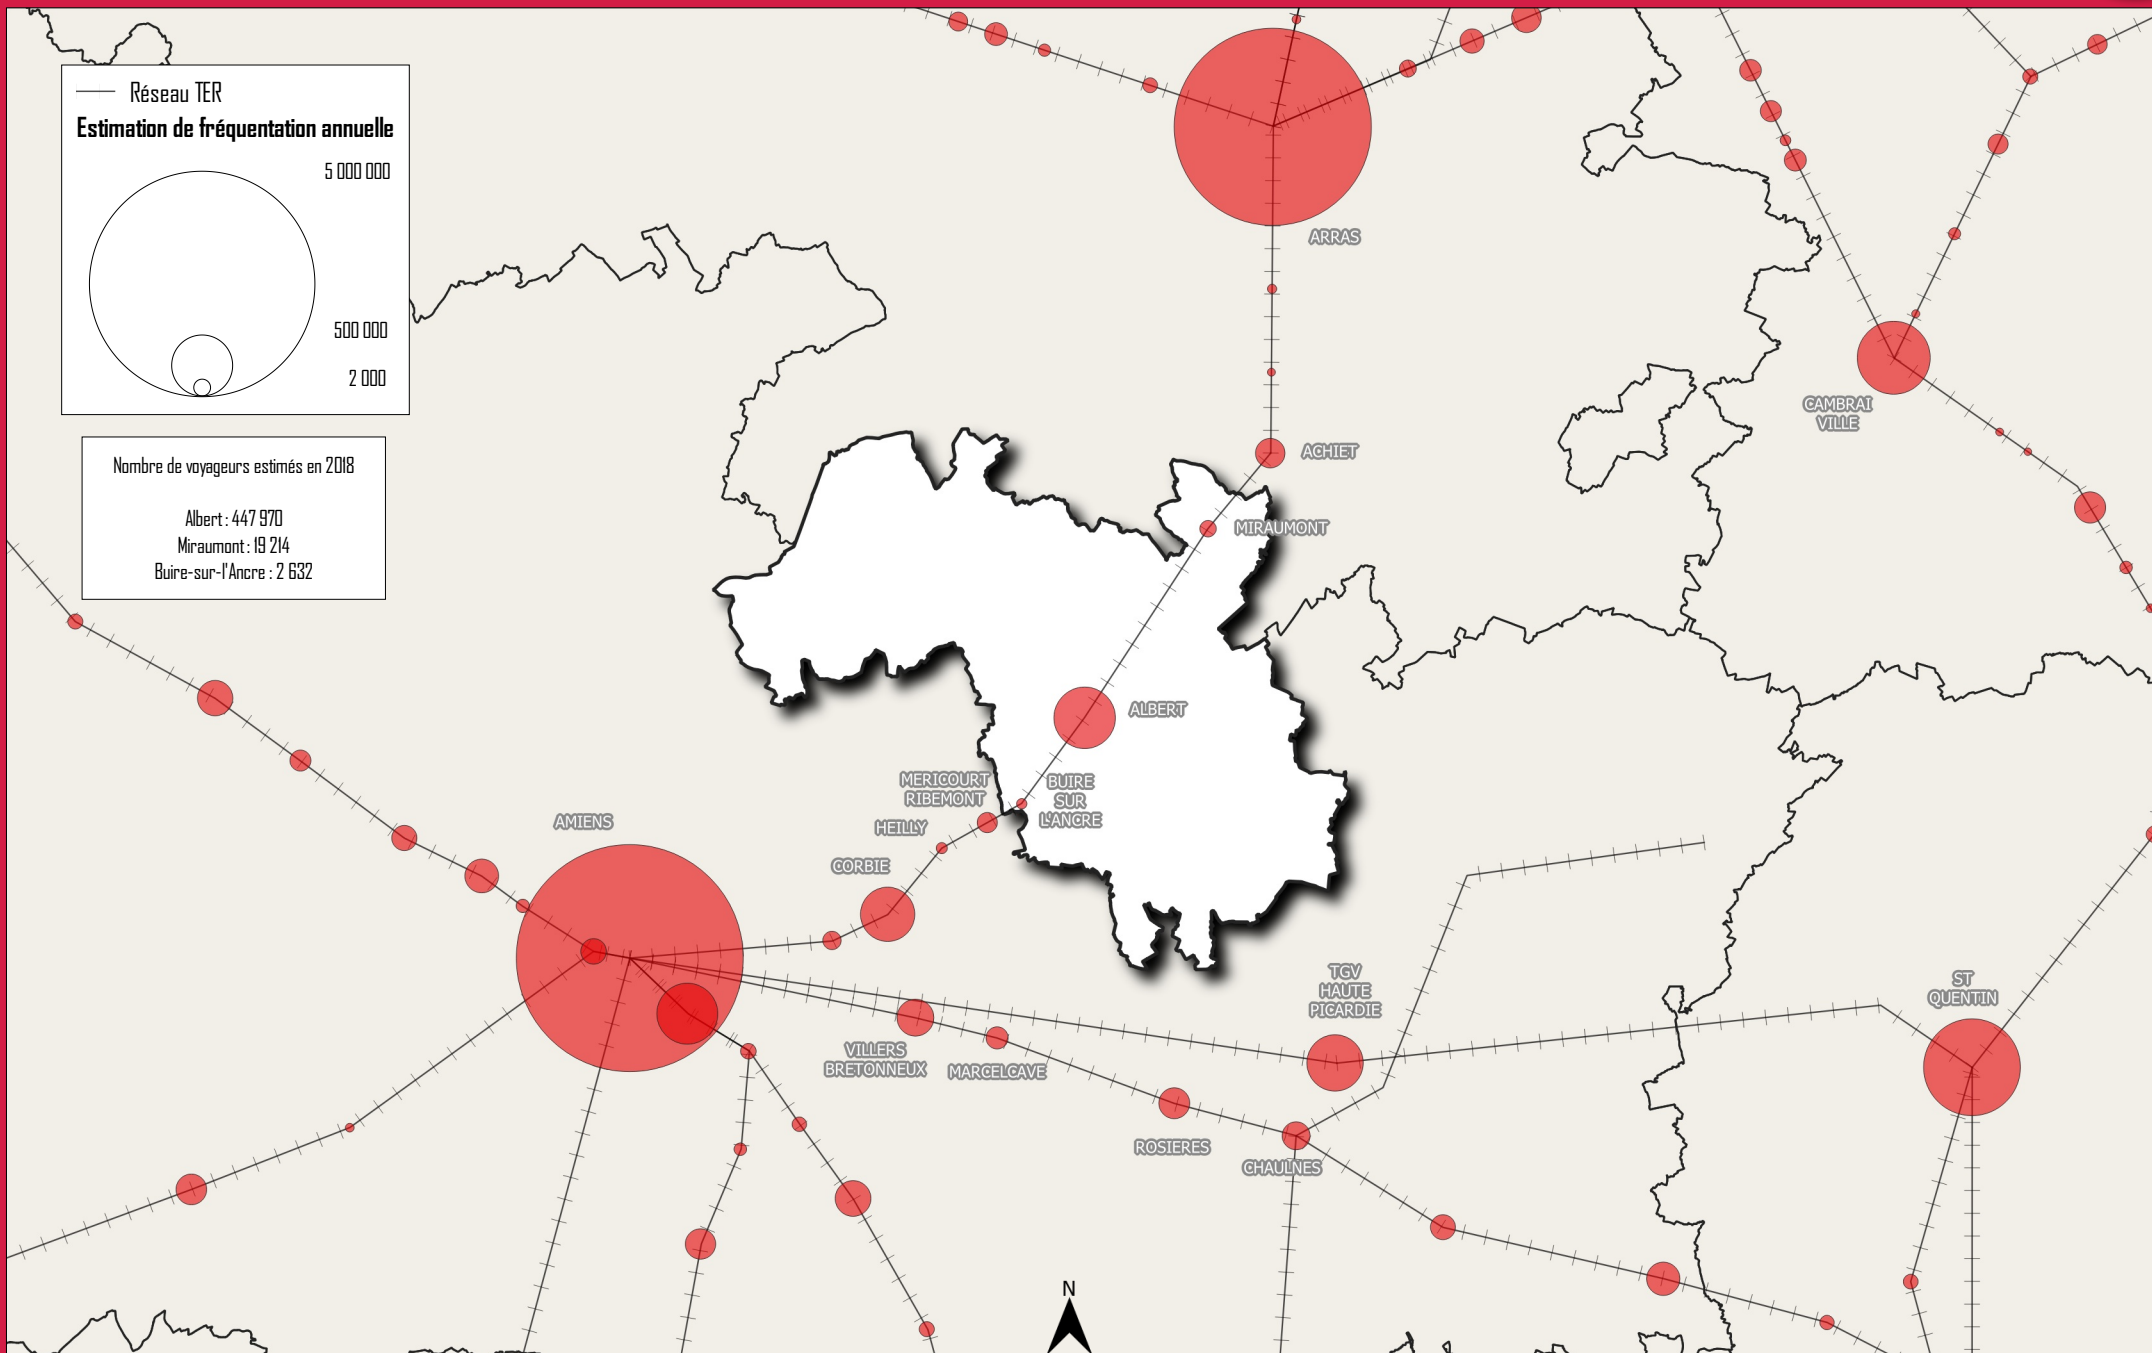 Réseau TER
Estimation de fréquentation annuelle
5 000 000
500 000
2 000
Nombre de voyageurs estimés en 2018
Albert : 447 970
Miraumont : 19 214
Buire-sur-l'Ancre : 2 632
ARRAS
CAMBRAI
VILLE
ACHIET
MIRAUMONT
ALBERT
MERICOURT
RIBEMONT
BUIRE
SUR
L'ANCRE
HEILLY
AMIENS
CORBIE
TGV
HAUTE
PICARDIE
ST
QUENTIN
VILLERS
BRETONNEUX
MARCELCAVE
ROSIERES
CHAULNES
N